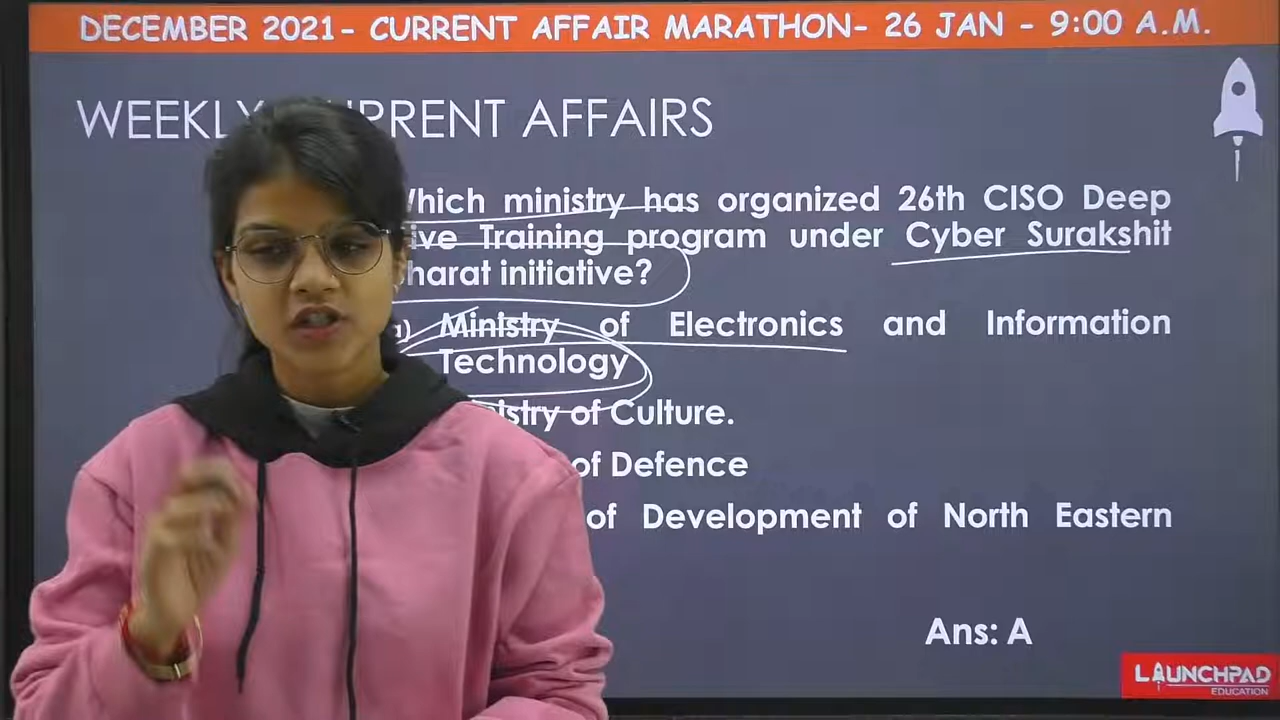 DECEMBER 2021- CURRENT AFFAIR MARATHON- 26 JAN - 9:00 A.M.
WEEKLY CURRENT AFFAIRS
Which ministry has organized 26th CISO Deep
ive Training program under Cyber Surakshit
harat initiative?
a) Ministry of Electronics and Information
Technology
istry of Culture.
of Defence
of Development of North Eastern
Ans: A
LAUNCHPAD
EDUCATION